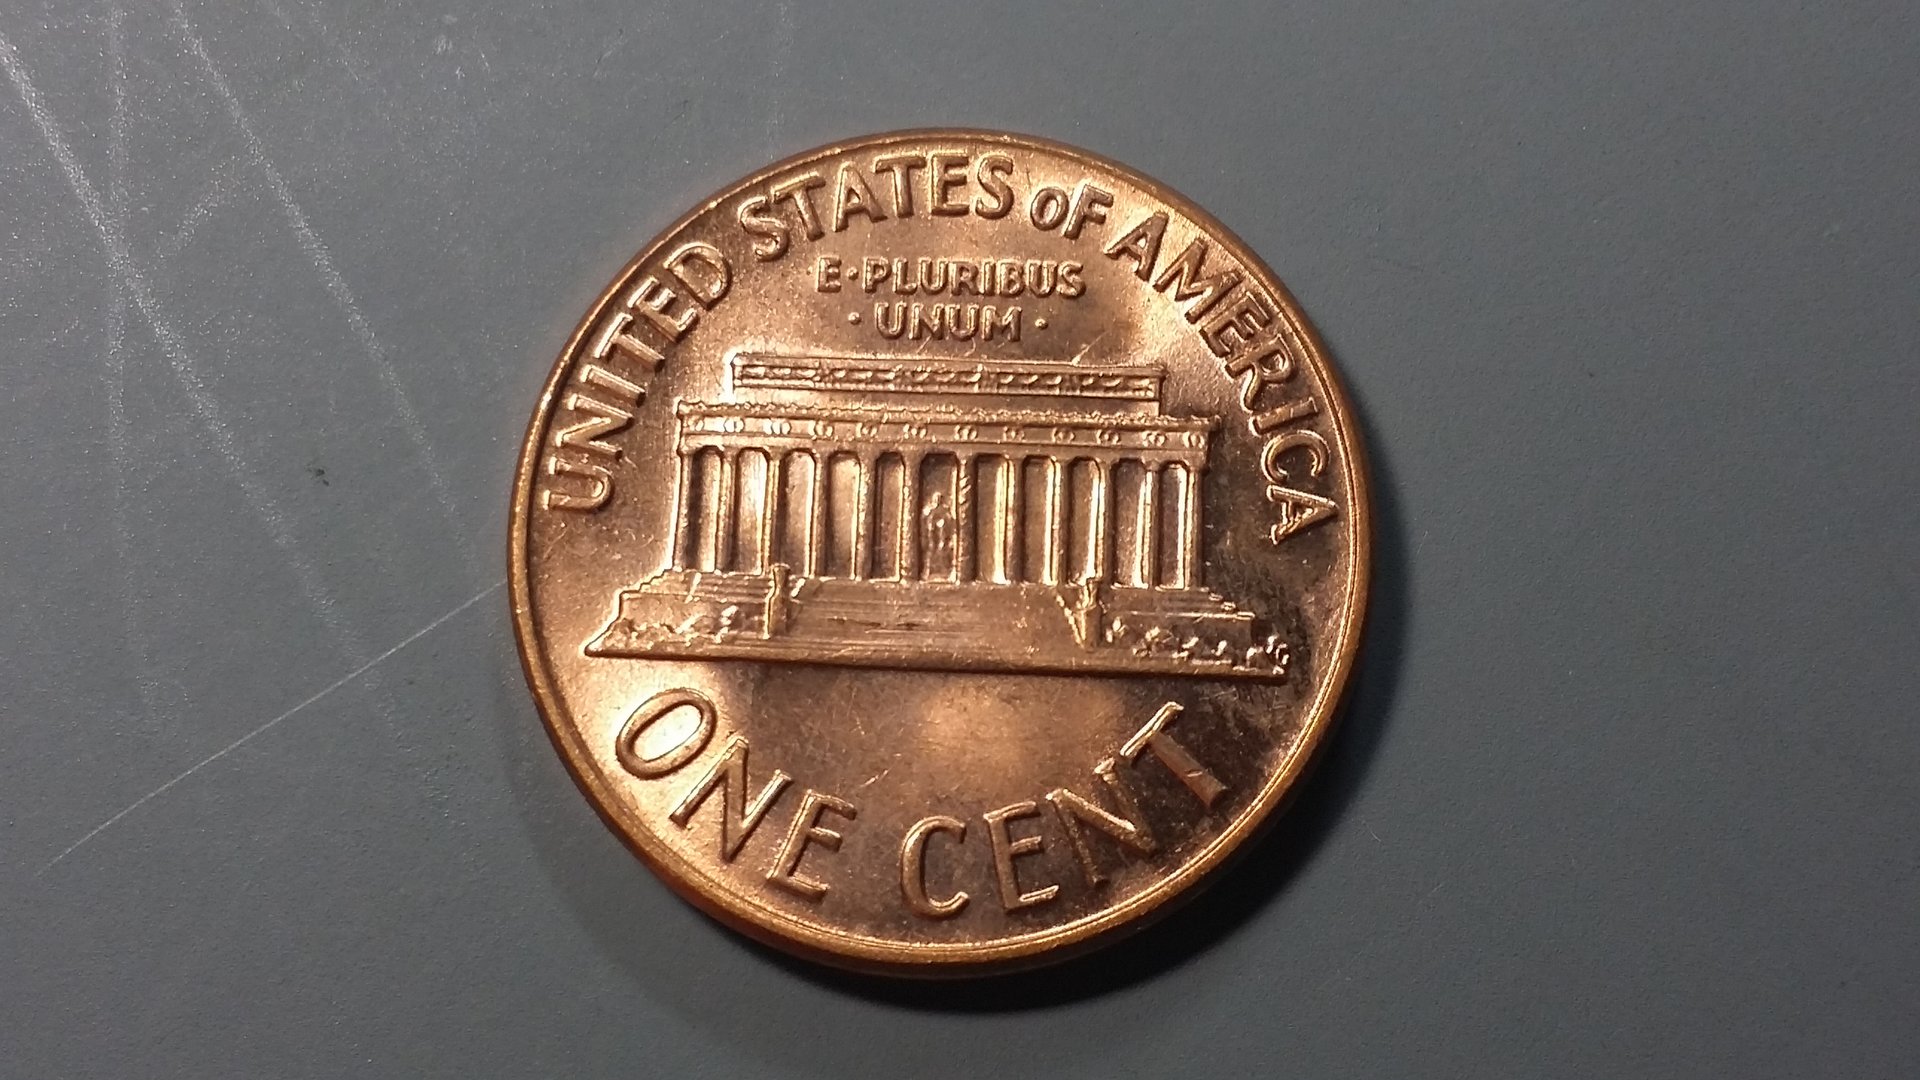 UNITED STATES OF AMERICA
E·PLURIBUS
·UNUM·
ONE CENT